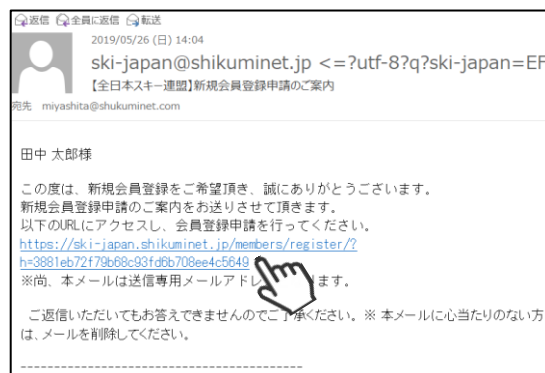 返信 全員に返信 転送
2019/05/26 (日) 14:04
ski-japan@shikuminet.jp <=?utf-8?q?ski-japan=EF
【全日本スキー連盟】新規会員登録申請のご案内
宛先 miyashita@shukuminet.com
田中 太郎様
この度は、新規会員登録をご希望頂き、誠にありがとうございます。
新規会員登録申請のご案内をお送りさせて頂きます。
以下のURLにアクセスし、会員登録申請を行ってください。
https://ski-japan.shikuminet.jp/members/register/?
h=3881eb72f79b68c93fd6b708ee4c5649
※尚、本メールは送信専用メールアドレ ります。
ご返信いただいてもお答えできませんのでご了承ください。※ 本メールに心当たりのない方
は、メールを削除してください。
------------------------------------------